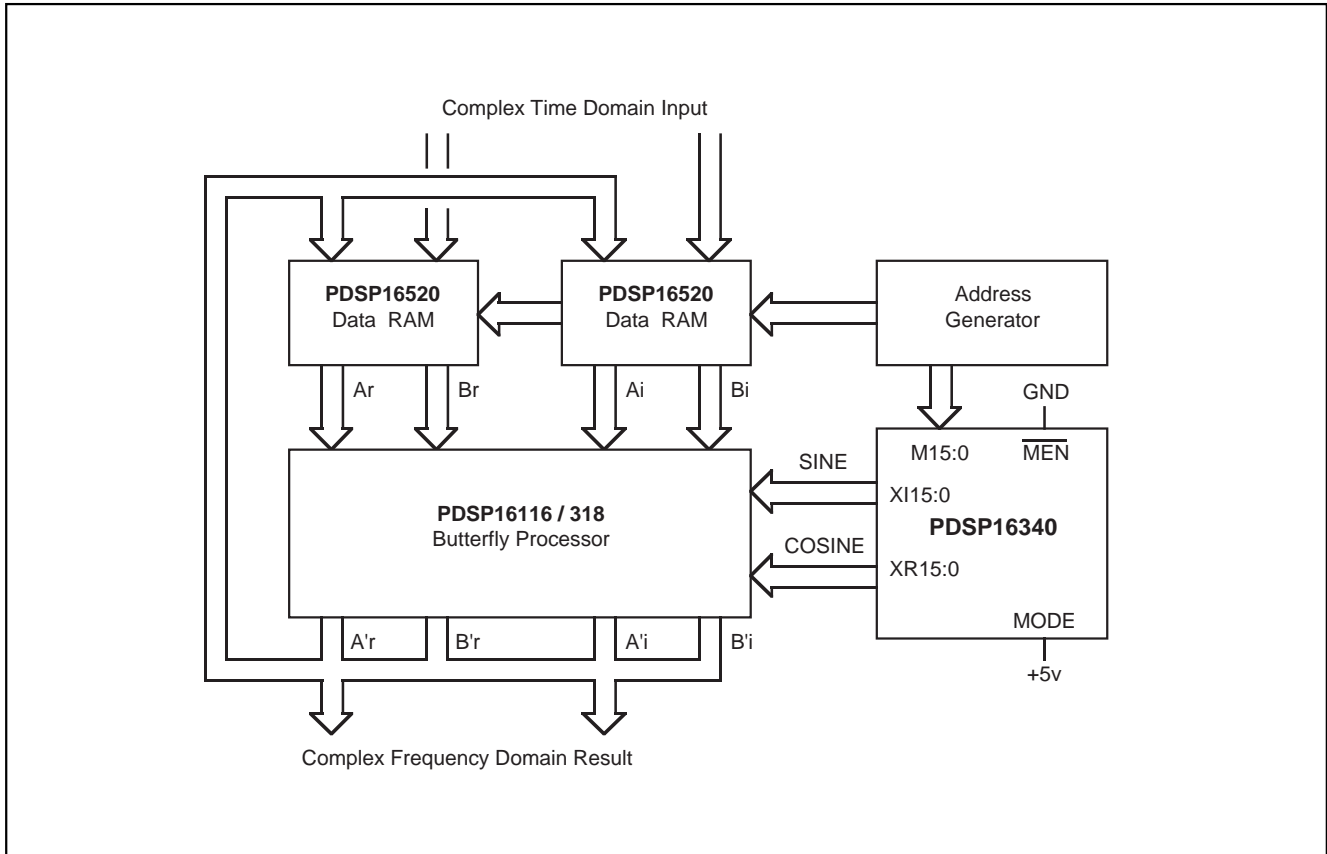 Complex Time Domain Input
PDSP16520
Data RAM
PDSP16520
Data RAM
Address
Generator
Ar
Br
Ai
Bi
GND
M15:0
MEN
SINE
XI15:0
PDSP16116 / 318
Butterfly Processor
PDSP16340
COSINE
XR15:0
MODE
A'r
B'r
A'i
B'i
+5v
Complex Frequency Domain Result